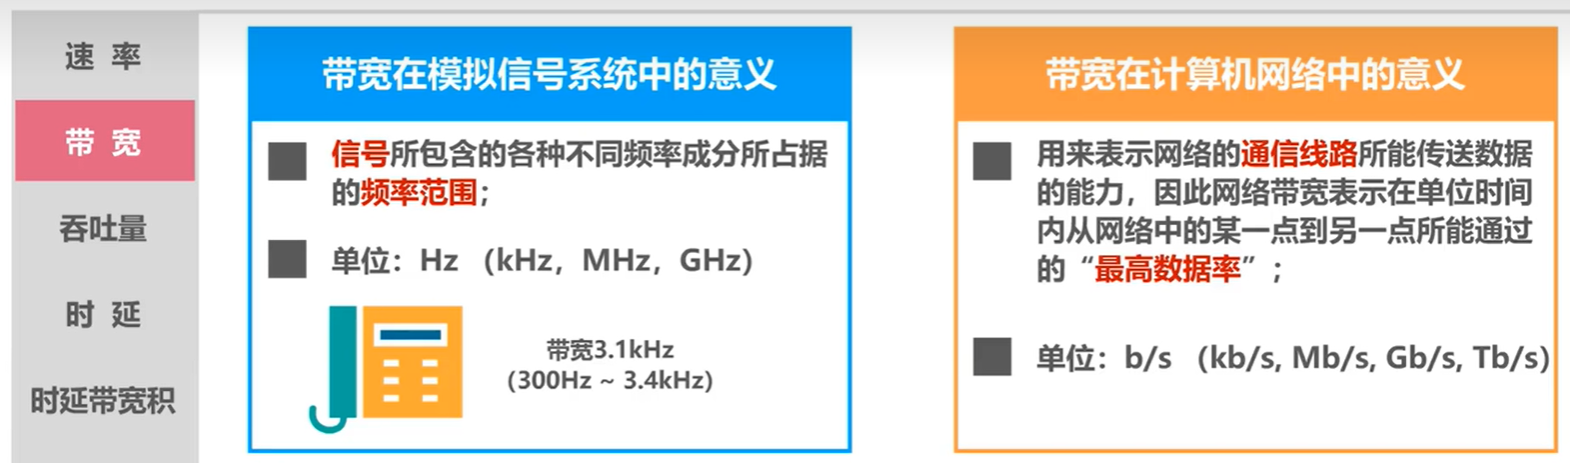 速 率
带 宽
吞吐量
时 延
时延带宽积
带宽在模拟信号系统中的意义
信号所包含的各种不同频率成分所占据
的频率范围；
单位：Hz （kHz，MHz，GHz）
带宽3.1kHz
（300Hz ~ 3.4kHz）
带宽在计算机网络中的意义
用来表示网络的通信线路所能传送数据
的能力，因此网络带宽表示在单位时间
内从网络中的某一点到另一点所能通过
的“最高数据率”；
单位：b/s （kb/s, Mb/s, Gb/s, Tb/s）